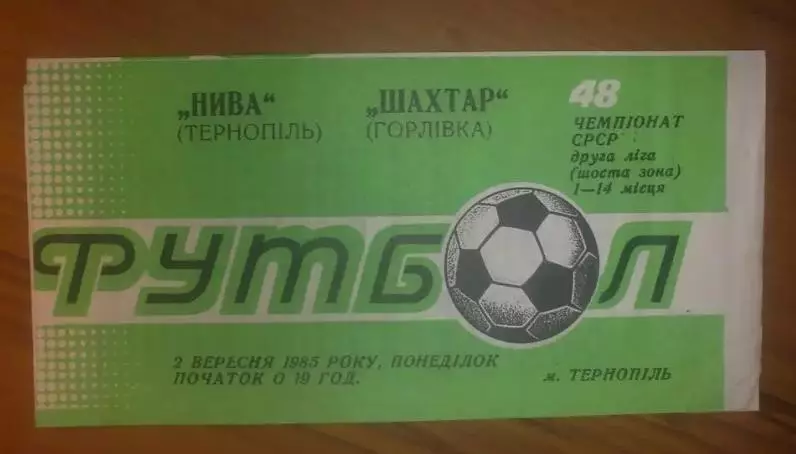 „НИВА“
(ТЕРНОПІЛЬ)
„ШАХТАР“
(ГОРЛІВКА)
48
ЧЕМПІОНАТ
СРСР
друга ліга
(шоста зона)
1—14 місця
ФУТБОЛ
2 ВЕРЕСНЯ 1985 РОКУ, ПОНЕДІЛОК
ПОЧАТОК О 19 ГОД.
м. ТЕРНОПІЛЬ